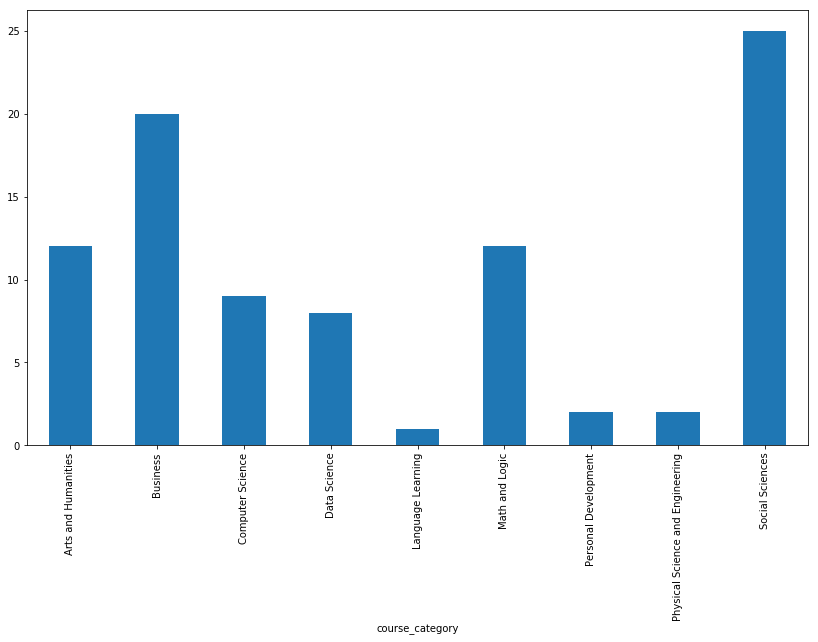 25
20
15
10
5
0
Arts and Humanities
Business
Computer Science
Data Science
Language Learning
Math and Logic
Personal Development
Physical Science and Engineering
Social Sciences
course_category